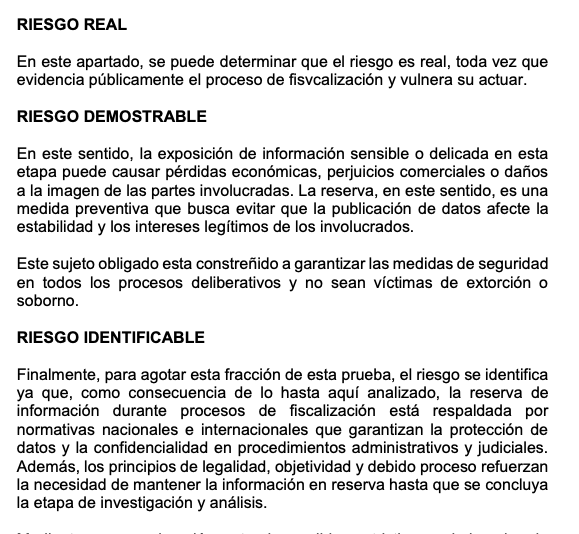 RIESGO REAL
En este apartado, se puede determinar que el riesgo es real, toda vez que
evidencia públicamente el proceso de fisvcalización y vulnera su actuar.
RIESGO DEMOSTRABLE
En este sentido, la exposición de información sensible o delicada en esta
etapa puede causar pérdidas económicas, perjuicios comerciales o daños
a la imagen de las partes involucradas. La reserva, en este sentido, es una
medida preventiva que busca evitar que la publicación de datos afecte la
estabilidad y los intereses legítimos de los involucrados.
Este sujeto obligado esta constreñido a garantizar las medidas de seguridad
en todos los procesos deliberativos y no sean víctimas de extorción o
soborno.
RIESGO IDENTIFICABLE
Finalmente, para agotar esta fracción de esta prueba, el riesgo se identifica
ya que, como consecuencia de lo hasta aquí analizado, la reserva de
información durante procesos de fiscalización está respaldada por
normativas nacionales e internacionales que garantizan la protección de
datos y la confidencialidad en procedimientos administrativos y judiciales.
Además, los principios de legalidad, objetividad y debido proceso refuerzan
la necesidad de mantener la información en reserva hasta que se concluya
la etapa de investigación y análisis.